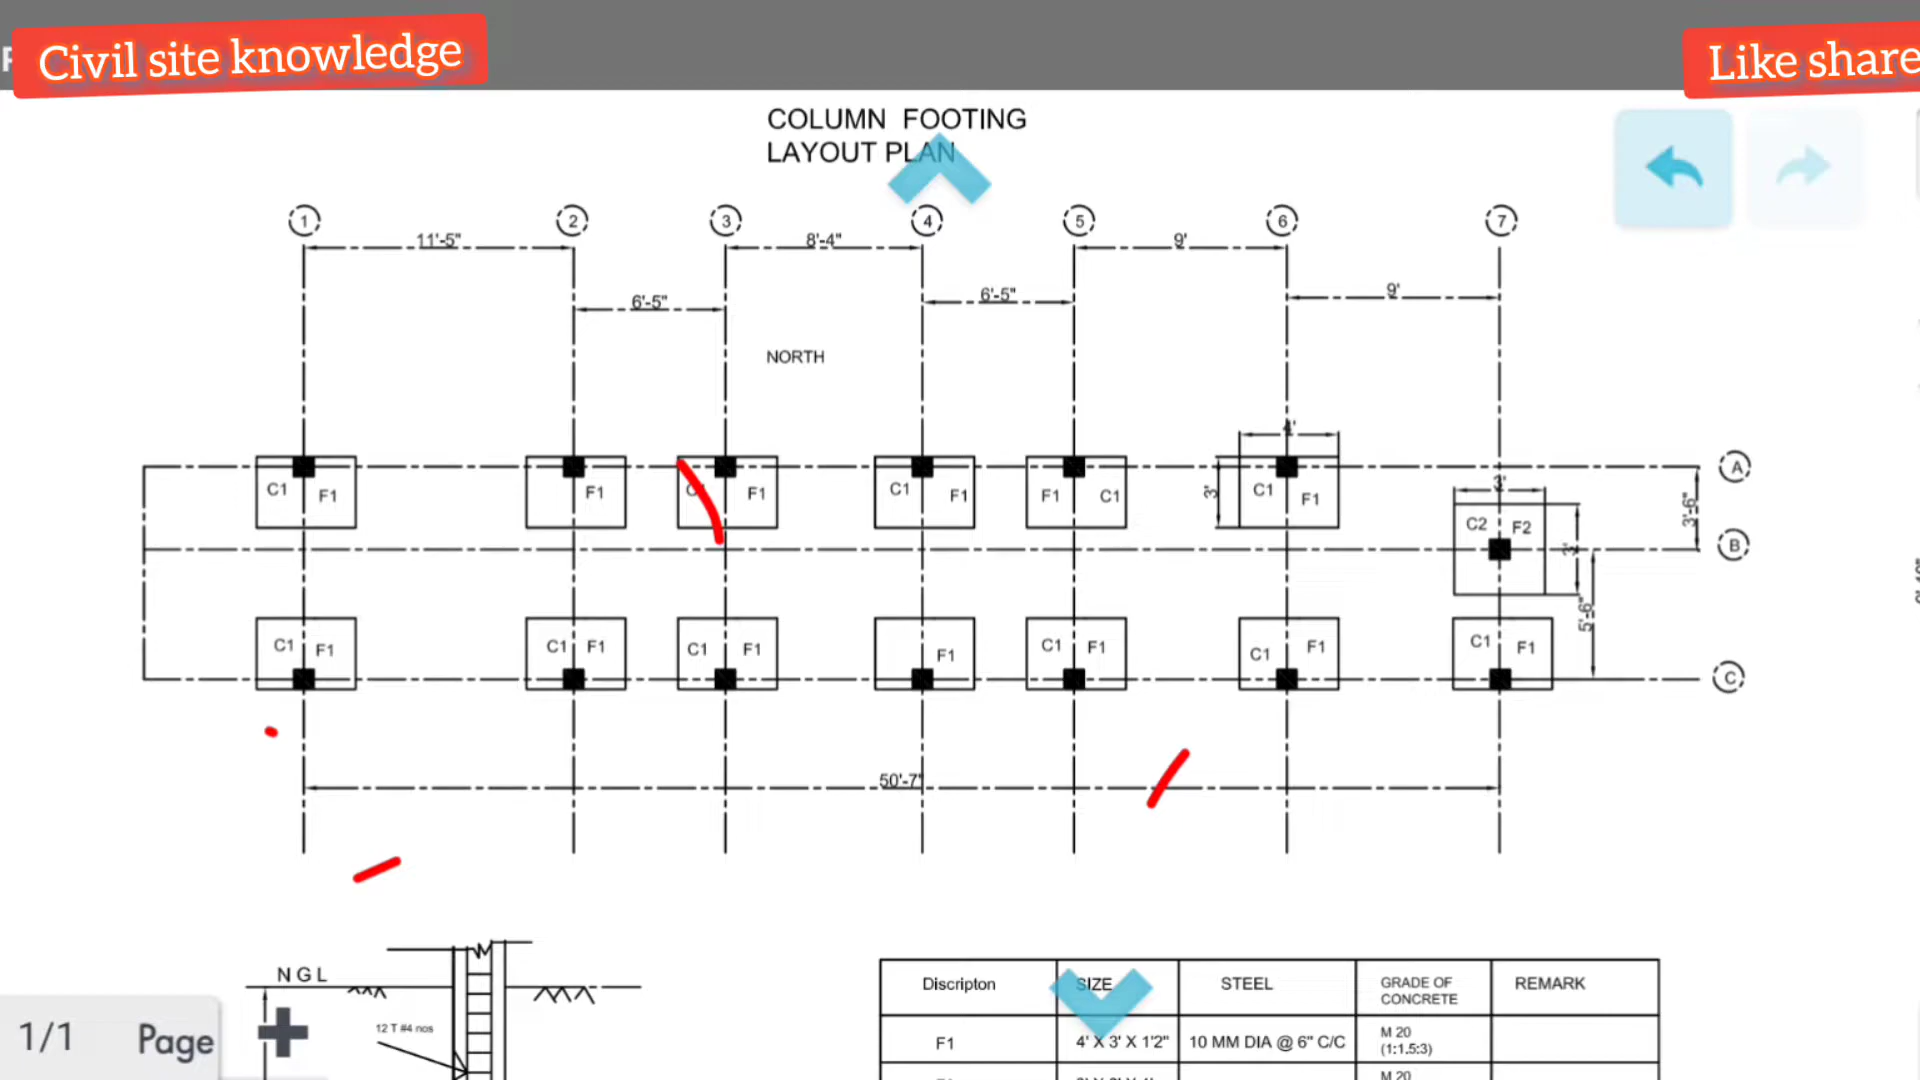 Civil site knowledge
Like share
COLUMN FOOTING
LAYOUT PLAN
1 2 3 4 5 6 7
11'-5" 8'-4" 9'
6'-5" 6'-5" 9'
NORTH
4'
A
C1 F1 F1 F1 C1 F1 F1 C1 3' C1 F1 3' 3'-6"
C2 F2
B
3'
5'-6"
C1 F1 C1 F1 C1 F1 F1 C1 F1 C1 F1 C1 F1
C
50'-7"
NGL
12 T #4 nos
Discripton SIZE STEEL GRADE OF CONCRETE REMARK
F1 4' X 3' X 1'2" 10 MM DIA @ 6" C/C M 20 (1:1.5:3)
M 20
1/1 Page